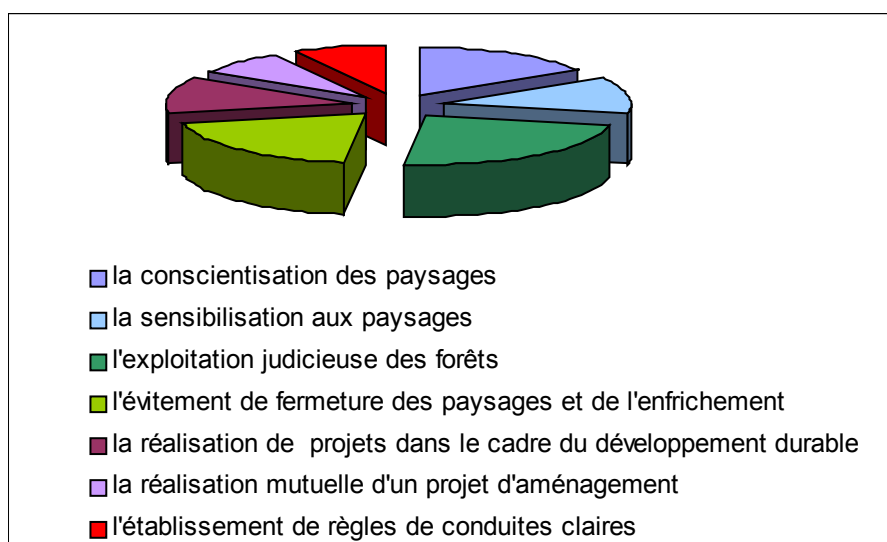 la conscientisation des paysages
la sensibilisation aux paysages
l'exploitation judicieuse des forêts
l'évitement de fermeture des paysages et de l'enfrichement
la réalisation de  projets dans le cadre du développement durable
la réalisation mutuelle d'un projet d'aménagement
l'établissement de règles de conduites claires